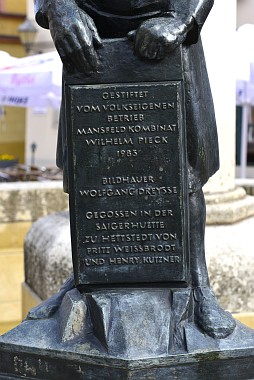 GESTIFTET
VOM VOLKSEIGENEN
BETRIEB
MANSFELD KOMBINAT
WILHELM PIECK
1983
BILDHAUER
WOLFGANG DREYSSE
GEGOSSEN IN DER
SAIGERHUETTE
ZU HETTSTEDT VON
FRITZ WEISSBRODT
UND HENRY KUTZNER